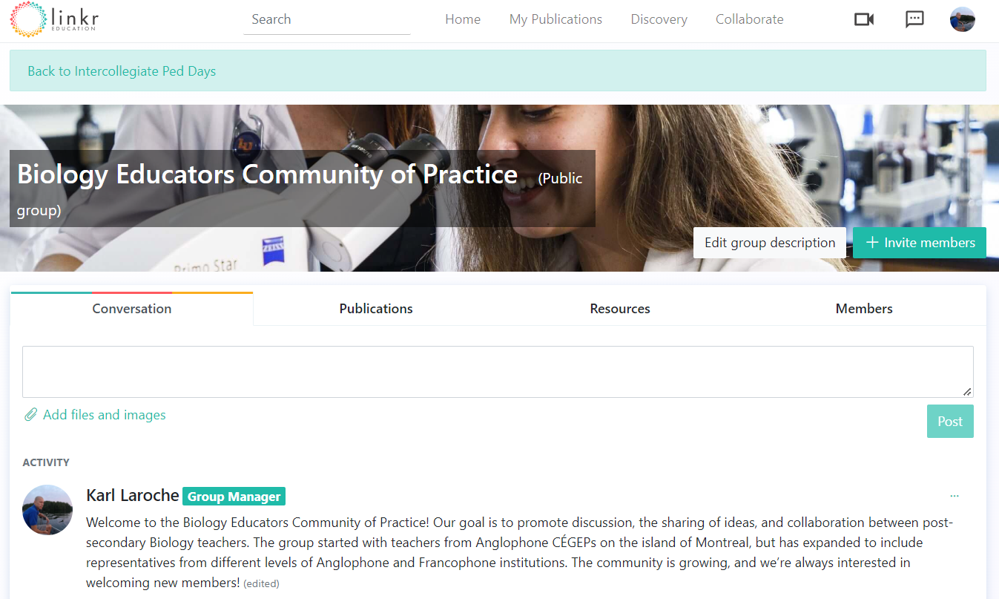 linkr
EDUCATION
Search
Home
My Publications
Discovery
Collaborate
Back to Intercollegiate Ped Days
Biology Educators Community of Practice (Public
group)
ZEISS
Primo Star
Edit group description
+ Invite members
Conversation
Publications
Resources
Members
Add files and images
Post
ACTIVITY
Karl Laroche Group Manager
...
Welcome to the Biology Educators Community of Practice! Our goal is to promote discussion, the sharing of ideas, and collaboration between post-
secondary Biology teachers. The group started with teachers from Anglophone CÉGEPs on the island of Montreal, but has expanded to include
representatives from different levels of Anglophone and Francophone institutions. The community is growing, and we’re always interested in
welcoming new members! (edited)